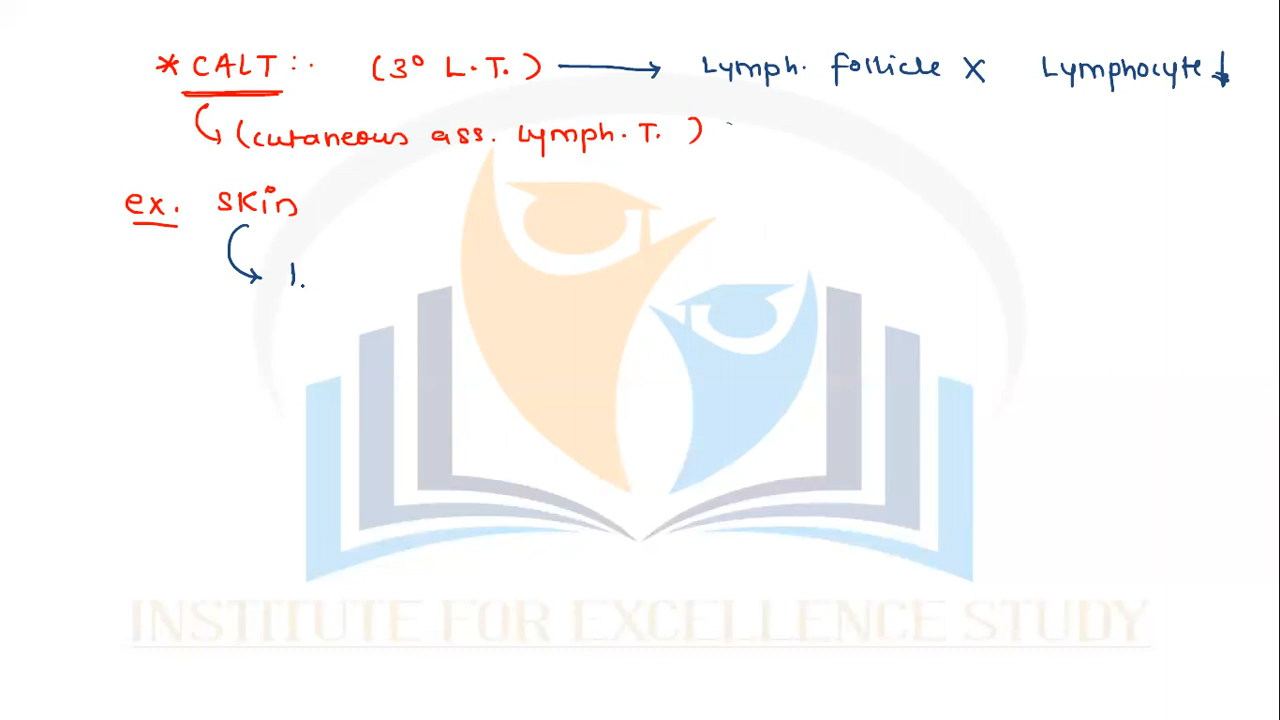 * CALT :· (3° L.T.) → Lymph. follicle X Lymphocyte ↓
(cutaneous ass. Lymph.T.)
ex. skin
1.
INSTITUTE FOR EXCELLENCE STUDY